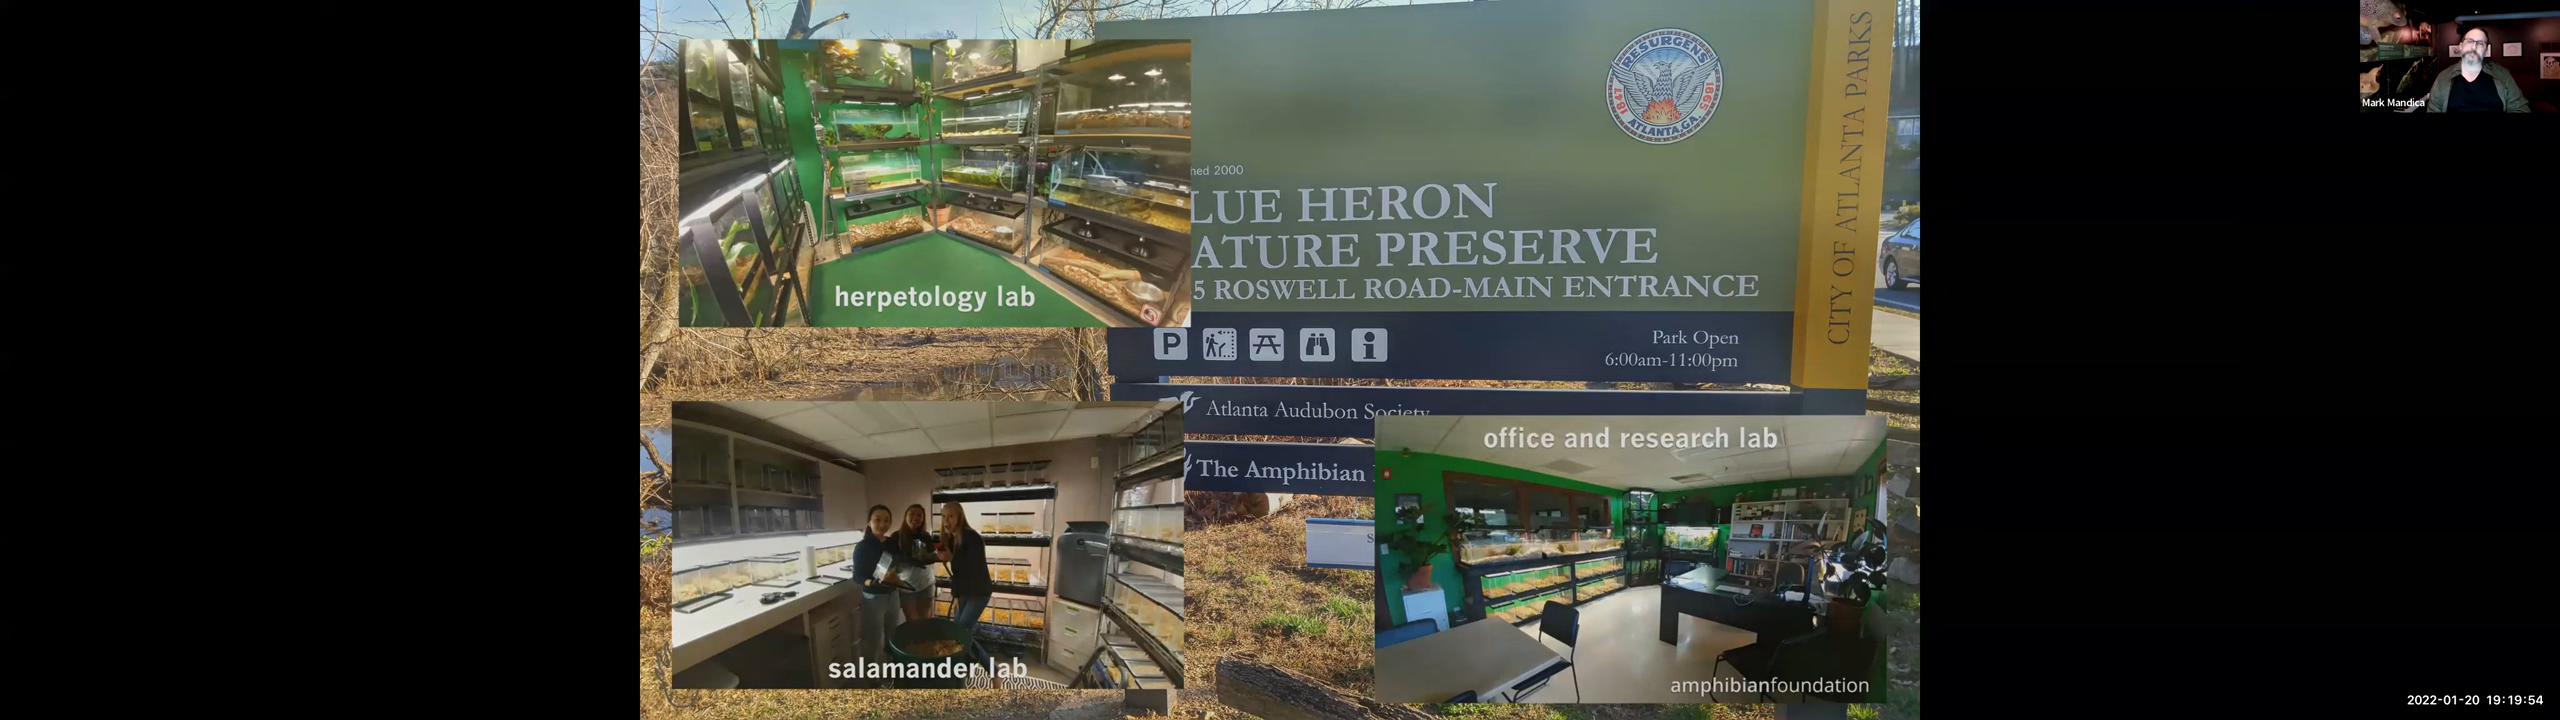 RESURGENS
1847 1865
ATLANTA, GA.
CITY OF ATLANTA PARKS
hed 2000
LUE HERON
ATURE PRESERVE
5 ROSWELL ROAD-MAIN ENTRANCE
P
i
Park Open
6:00am-11:00pm
Atlanta Audubon Society
The Amphibian
herpetology lab
salamander lab
office and research lab
amphibianfoundation
Mark Mandica
2022-01-20 19:19:54